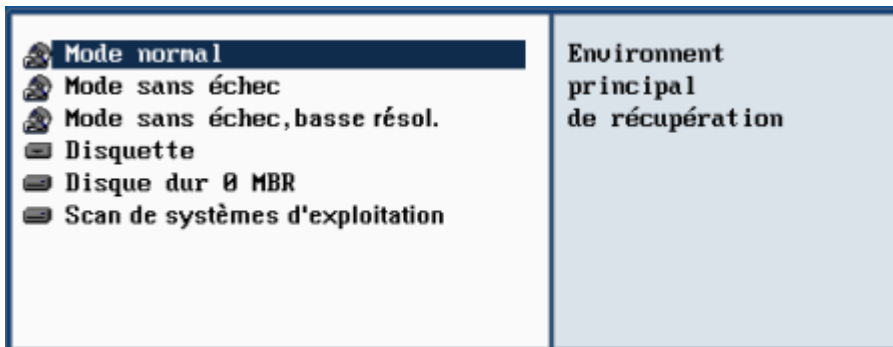 Mode normal
Mode sans échec
Mode sans échec,basse résol.
Disquette
Disque dur 0 MBR
Scan de systèmes d'exploitation
Environnent
principal
de récupération